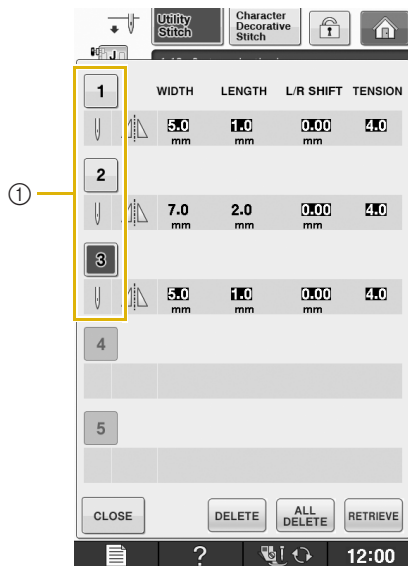 Utility
Stitch
Character
Decorative
Stitch
J
1
WIDTH LENGTH L/R SHIFT TENSION
5.0 mm 1.0 mm 0.00 mm 4.0
2
7.0 mm 2.0 mm 0.00 mm 4.0
①
3
5.0 mm 1.0 mm 0.00 mm 4.0
4
5
CLOSE DELETE ALL DELETE RETRIEVE
? 12:00